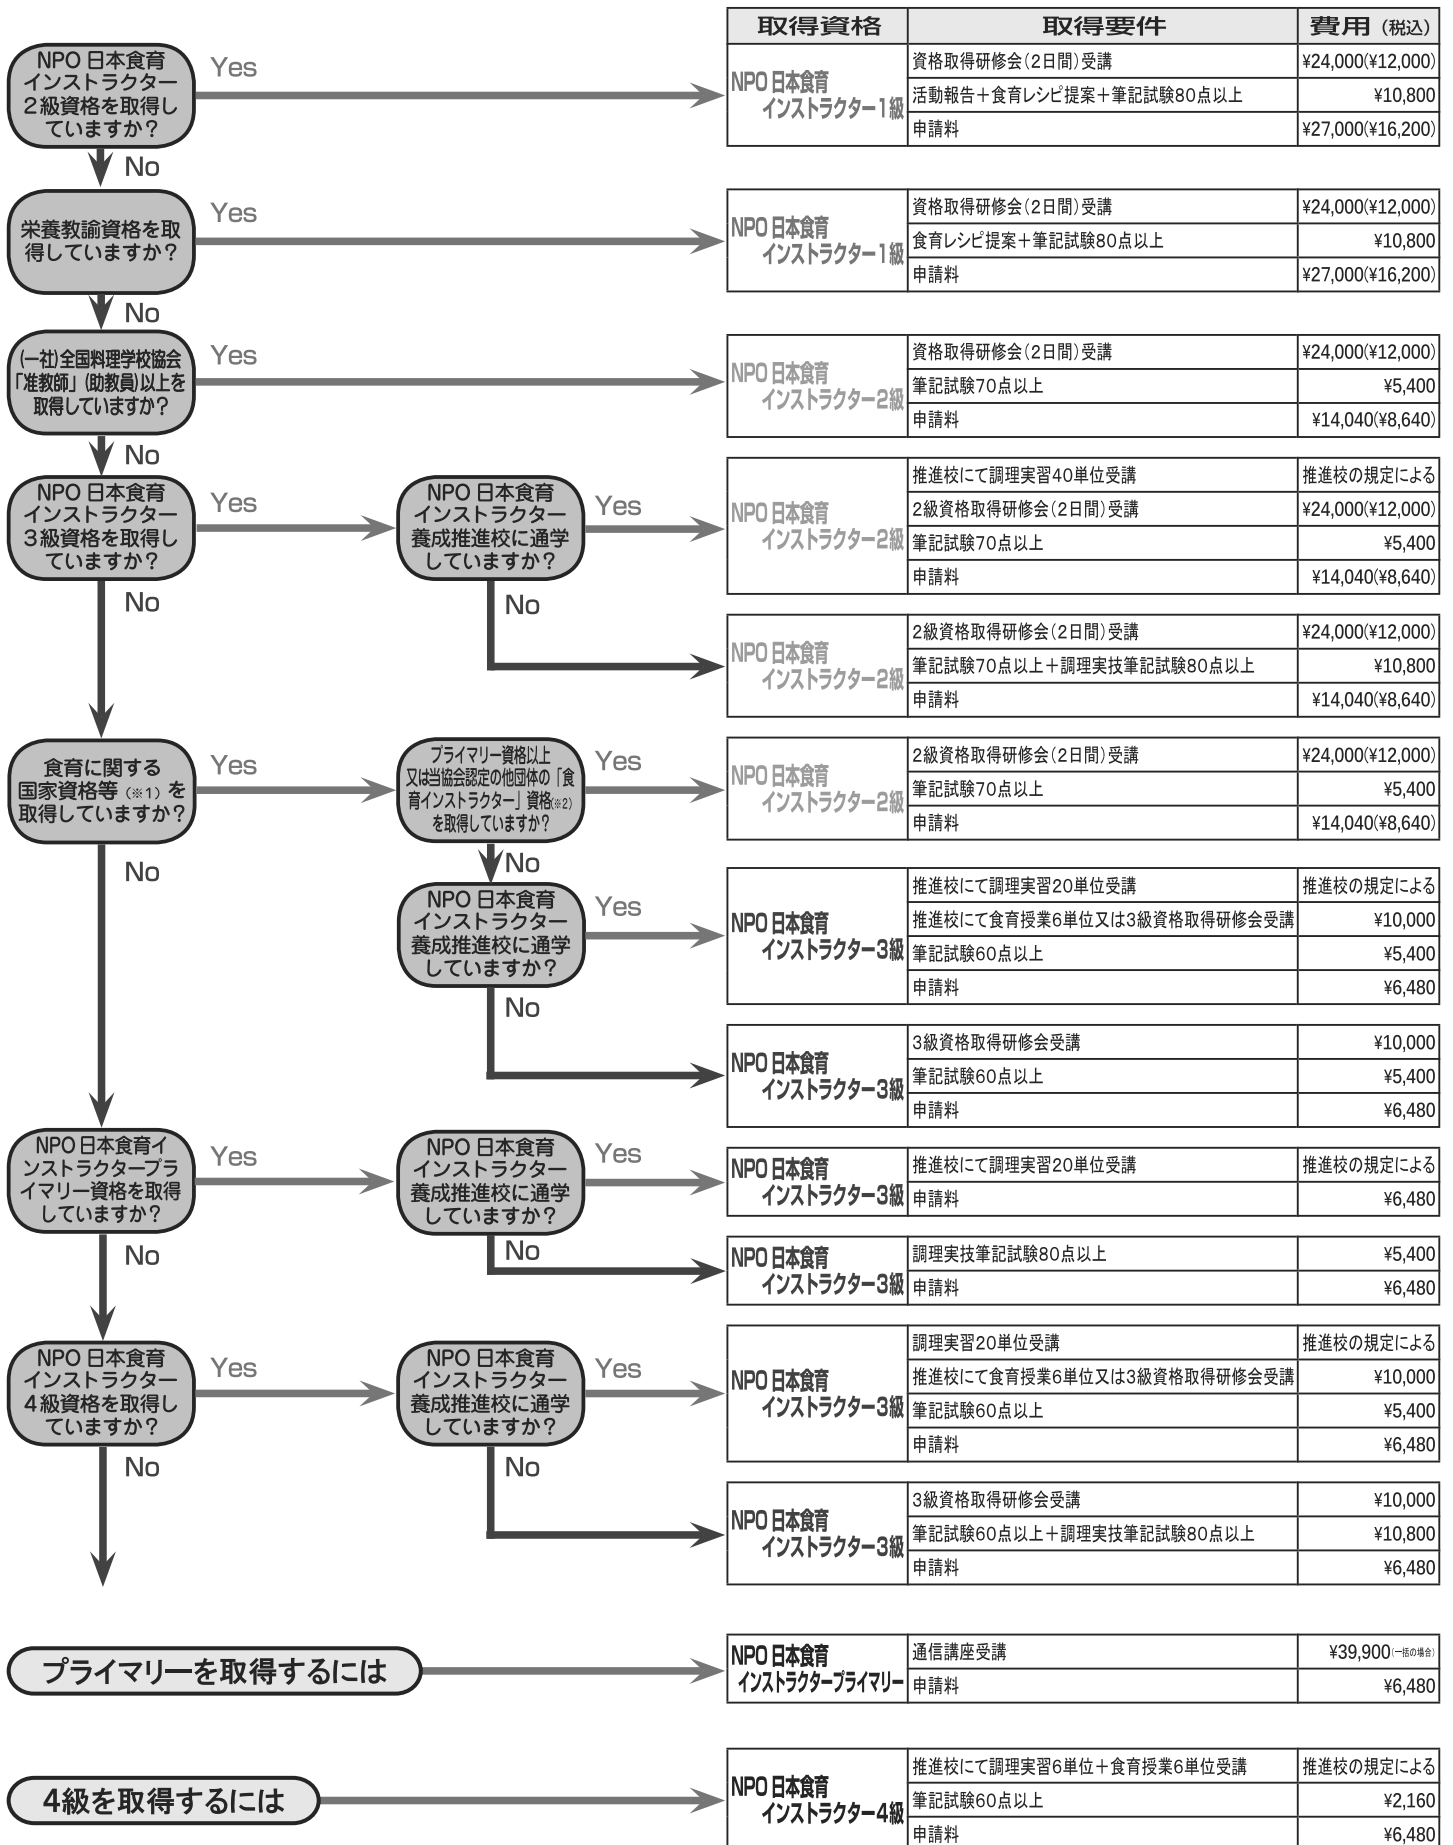 取得資格 取得要件 費用（税込）
NPO 日本食育
インストラクター
２級資格を取得し
ていますか？
Yes
No
NPO 日本食育
インストラクター1級
資格取得研修会（2日間）受講 ¥24,000(¥12,000)
活動報告＋食育レシピ提案＋筆記試験80点以上 ¥10,800
申請料 ¥27,000(¥16,200)
栄養教諭資格を取
得していますか？
Yes
No
NPO 日本食育
インストラクター1級
資格取得研修会（2日間）受講 ¥24,000(¥12,000)
食育レシピ提案＋筆記試験80点以上 ¥10,800
申請料 ¥27,000(¥16,200)
(一社)全国料理学校協会
「准教師」(助教員)以上を
取得していますか？
Yes
No
NPO 日本食育
インストラクター2級
資格取得研修会（2日間）受講 ¥24,000(¥12,000)
筆記試験70点以上 ¥5,400
申請料 ¥14,040(¥8,640)
NPO 日本食育
インストラクター
３級資格を取得し
ていますか？
Yes
No
NPO 日本食育
インストラクター
養成推進校に通学
していますか？
Yes
No
NPO 日本食育
インストラクター2級
推進校にて調理実習40単位受講 推進校の規定による
2級資格取得研修会（2日間）受講 ¥24,000(¥12,000)
筆記試験70点以上 ¥5,400
申請料 ¥14,040(¥8,640)
NPO 日本食育
インストラクター2級
2級資格取得研修会（2日間）受講 ¥24,000(¥12,000)
筆記試験70点以上＋調理実技筆記試験80点以上 ¥10,800
申請料 ¥14,040(¥8,640)
食育に関する
国家資格等（※1）を
取得していますか？
Yes
No
プライマリー資格以上
又は当協会認定の他団体の「食
育インストラクター」資格(※2)
を取得していますか？
Yes
No
NPO 日本食育
インストラクター2級
2級資格取得研修会（2日間）受講 ¥24,000(¥12,000)
筆記試験70点以上 ¥5,400
申請料 ¥14,040(¥8,640)
NPO 日本食育
インストラクター
養成推進校に通学
していますか？
Yes
No
NPO 日本食育
インストラクター3級
推進校にて調理実習20単位受講 推進校の規定による
推進校にて食育授業6単位又は3級資格取得研修会受講 ¥10,000
筆記試験60点以上 ¥5,400
申請料 ¥6,480
NPO 日本食育
インストラクター3級
3級資格取得研修会受講 ¥10,000
筆記試験60点以上 ¥5,400
申請料 ¥6,480
NPO 日本食育イ
ンストラクタープラ
イマリー資格を取得
していますか？
Yes
No
NPO 日本食育
インストラクター
養成推進校に通学
していますか？
Yes
No
NPO 日本食育
インストラクター3級
推進校にて調理実習20単位受講 推進校の規定による
申請料 ¥6,480
NPO 日本食育
インストラクター3級
調理実技筆記試験80点以上 ¥5,400
申請料 ¥6,480
NPO 日本食育
インストラクター
４級資格を取得し
ていますか？
Yes
No
NPO 日本食育
インストラクター
養成推進校に通学
していますか？
Yes
No
NPO 日本食育
インストラクター3級
調理実習20単位受講 推進校の規定による
推進校にて食育授業6単位又は3級資格取得研修会受講 ¥10,000
筆記試験60点以上 ¥5,400
申請料 ¥6,480
NPO 日本食育
インストラクター3級
3級資格取得研修会受講 ¥10,000
筆記試験60点以上＋調理実技筆記試験80点以上 ¥10,800
申請料 ¥6,480
プライマリーを取得するには
NPO 日本食育
インストラクタープライマリー
通信講座受講 ¥39,900(一括の場合)
申請料 ¥6,480
4級を取得するには
NPO 日本食育
インストラクター4級
推進校にて調理実習6単位＋食育授業6単位受講 推進校の規定による
筆記試験60点以上 ¥2,160
申請料 ¥6,480